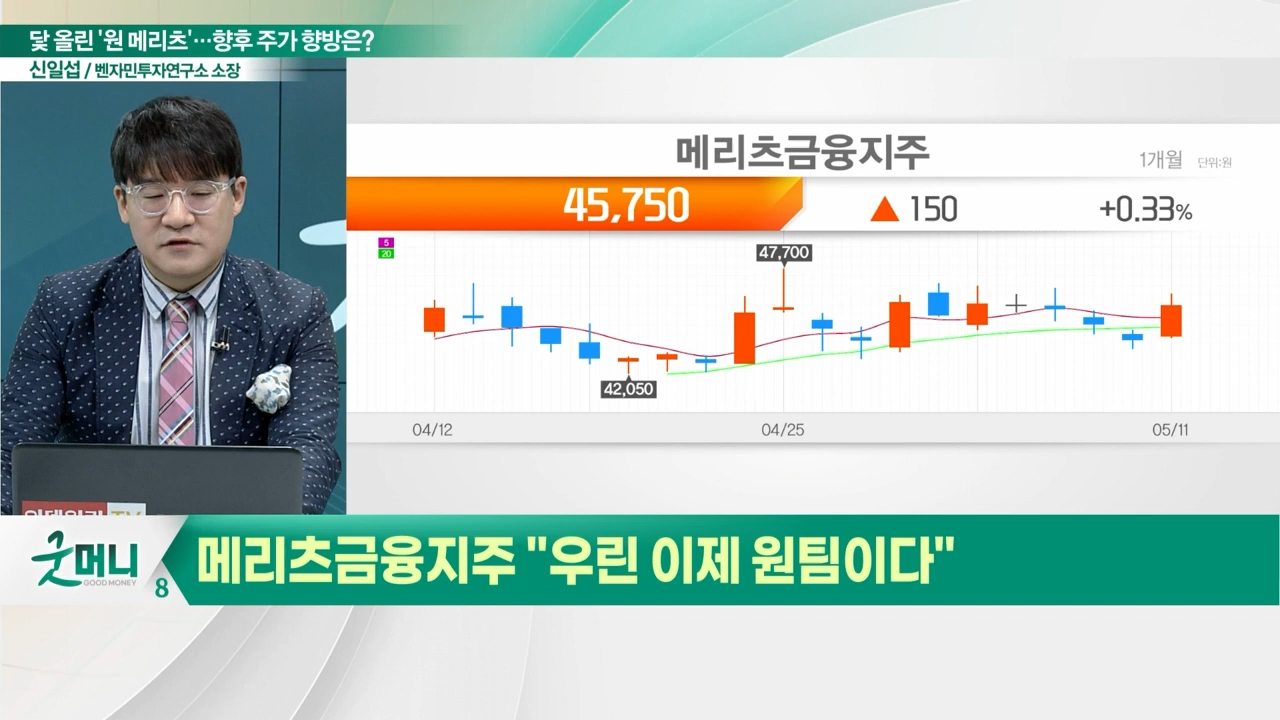 닻 올린 '원 메리츠'…향후 주가 향방은?
신일섭 / 벤자민투자연구소 소장
메리츠금융지주
1개월 단위:원
45,750 ▲ 150 +0.33%
5
20
47,700
42,050
04/12 04/25 05/11
굿머니
GOOD MONEY
8
메리츠금융지주 "우린 이제 원팀이다"